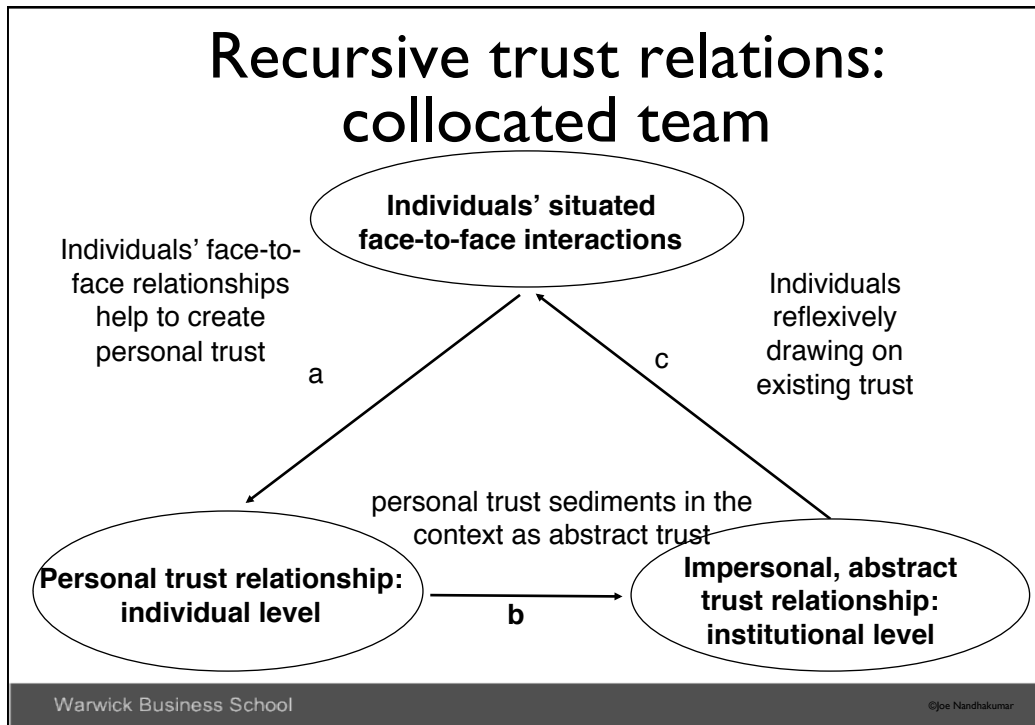 Recursive trust relations:
collocated team
Individuals’ situated
face-to-face interactions
Individuals’ face-to-
face relationships
help to create
personal trust
a
c
Individuals
reflexively
drawing on
existing trust
personal trust sediments in the
context as abstract trust
Personal trust relationship:
individual level
b
Impersonal, abstract
trust relationship:
institutional level
Warwick Business School
©Joe Nandhakumar